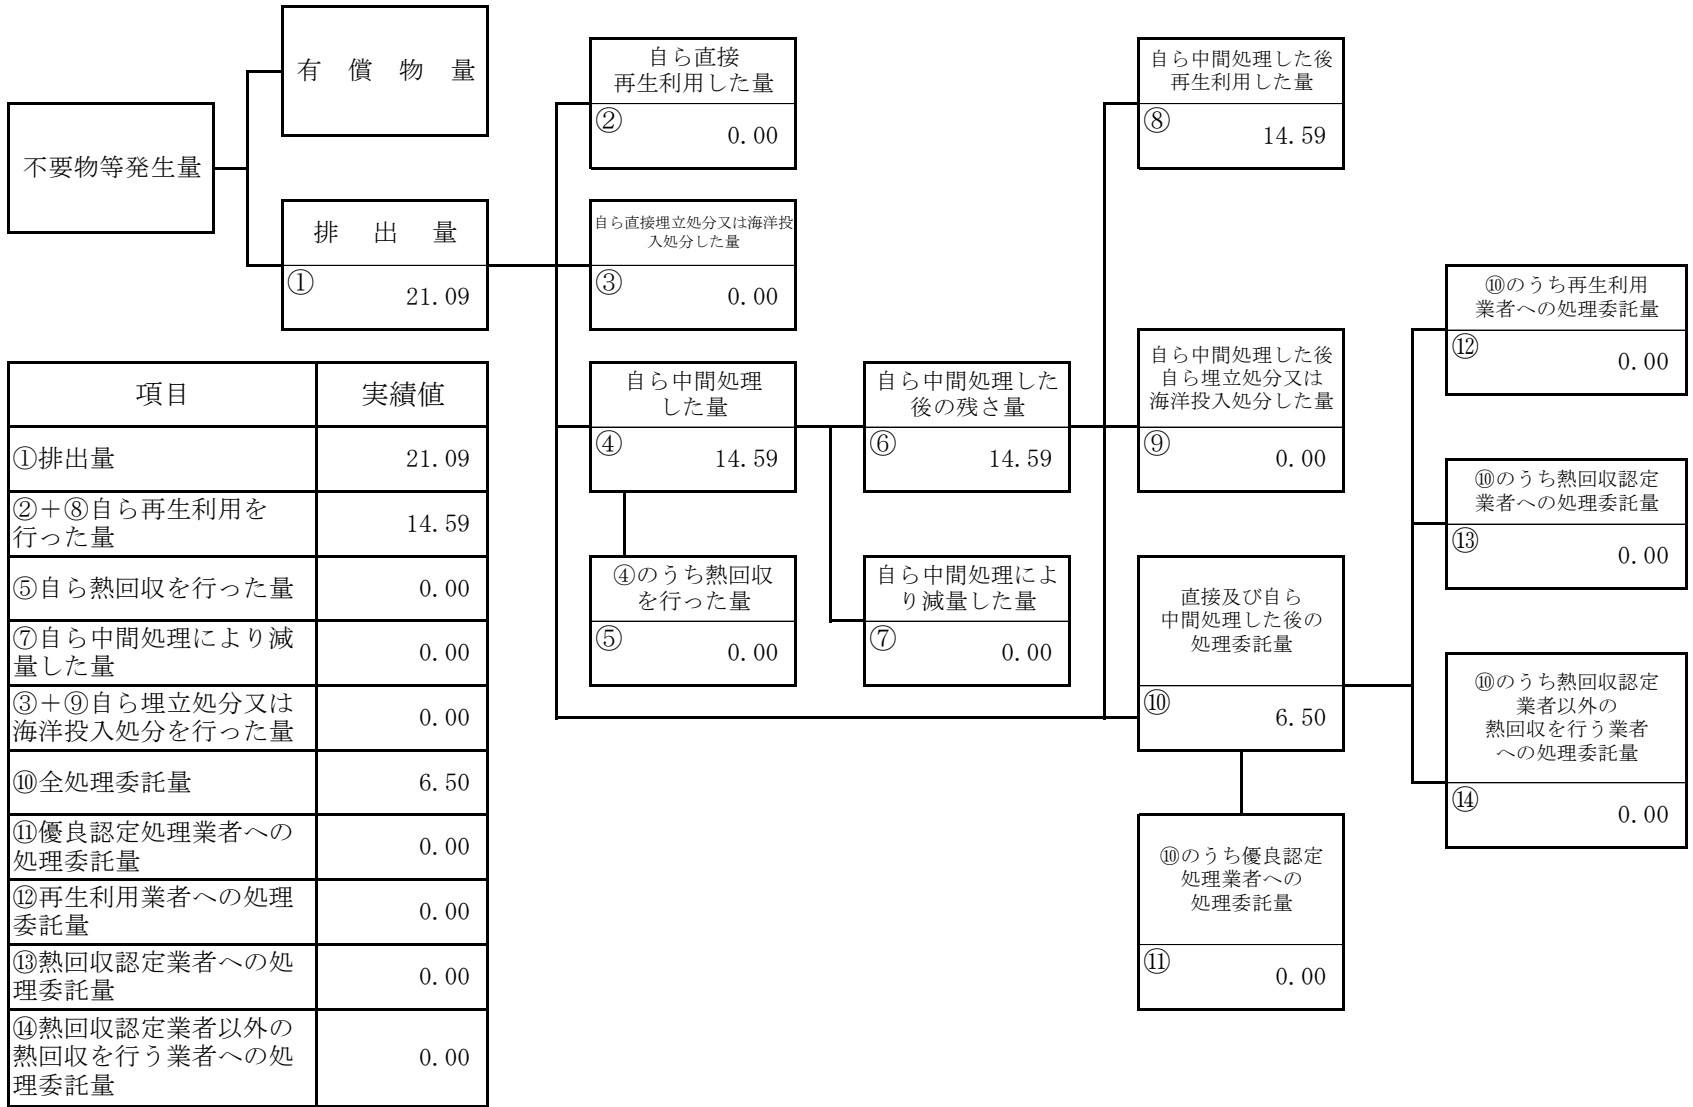 有　償　物　量
不要物等発生量
排　出　量
①
21.09
自ら直接
再生利用した量
②
0.00
自ら直接埋立処分又は海洋投
入処分した量
③
0.00
自ら中間処理
した量
④
14.59
④のうち熱回収
を行った量
⑤
0.00
自ら中間処理した
後の残さ量
⑥
14.59
自ら中間処理によ
り減量した量
⑦
0.00
自ら中間処理した後
再生利用した量
⑧
14.59
自ら中間処理した後
自ら埋立処分又は
海洋投入処分した量
⑨
0.00
直接及び自ら
中間処理した後の
処理委託量
⑩
6.50
⑩のうち優良認定
処理業者への
処理委託量
⑪
0.00
⑩のうち再生利用
業者への処理委託量
⑫
0.00
⑩のうち熱回収認定
業者への処理委託量
⑬
0.00
⑩のうち熱回収認定
業者以外の
熱回収を行う業者
への処理委託量
⑭
0.00
項目　実績値
①排出量　21.09
②＋⑧自ら再生利用を
行った量　14.59
⑤自ら熱回収を行った量　0.00
⑦自ら中間処理により減
量した量　0.00
③＋⑨自ら埋立処分又は
海洋投入処分を行った量　0.00
⑩全処理委託量　6.50
⑪優良認定処理業者への
処理委託量　0.00
⑫再生利用業者への処理
委託量　0.00
⑬熱回収認定業者への処
理委託量　0.00
⑭熱回収認定業者以外の
熱回収を行う業者への処
理委託量　0.00